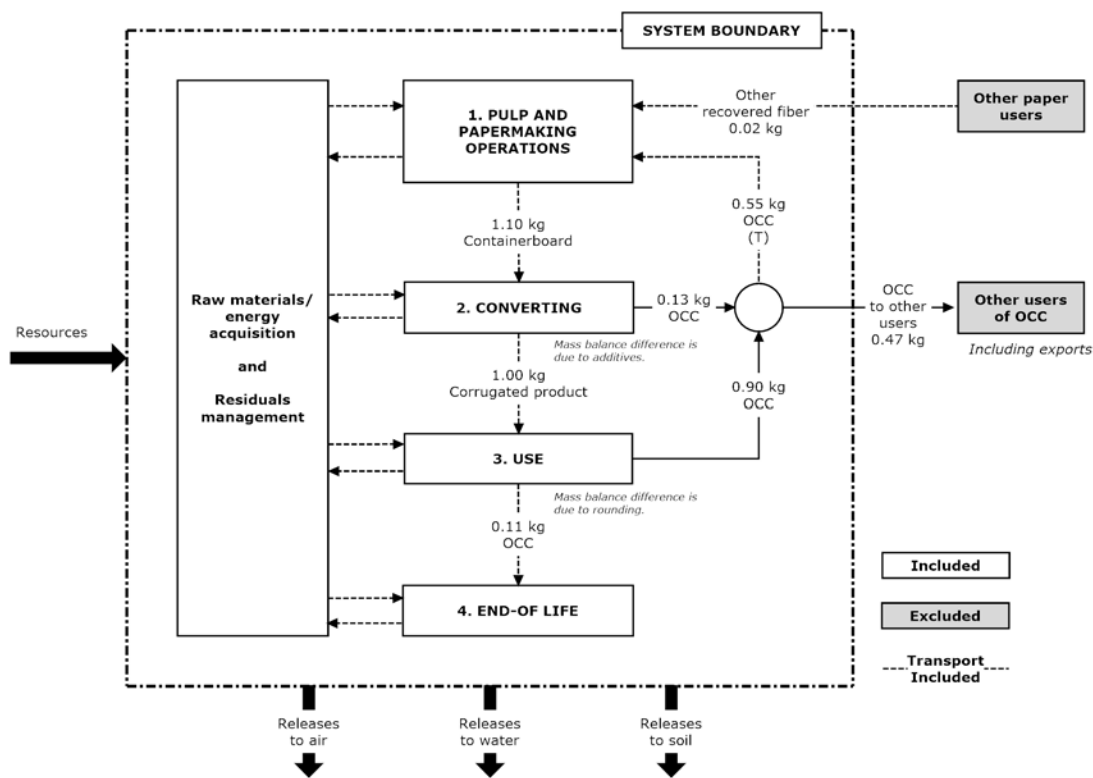 SYSTEM BOUNDARY
Other
recovered fiber
0.02 kg
Other paper
users
1. PULP AND
PAPERMAKING
OPERATIONS
0.55 kg
OCC
(T)
1.10 kg
Containerboard
OCC
to other
users
0.47 kg
Other users
of OCC
Including exports
Raw materials/
energy
acquisition
and
Residuals
management
Resources
2. CONVERTING
0.13 kg
OCC
Mass balance difference is
due to additives.
1.00 kg
Corrugated product
0.90 kg
OCC
3. USE
Mass balance difference is
due to rounding.
0.11 kg
OCC
4. END-OF LIFE
Included
Excluded
Transport
Included
Releases
to air
Releases
to water
Releases
to soil